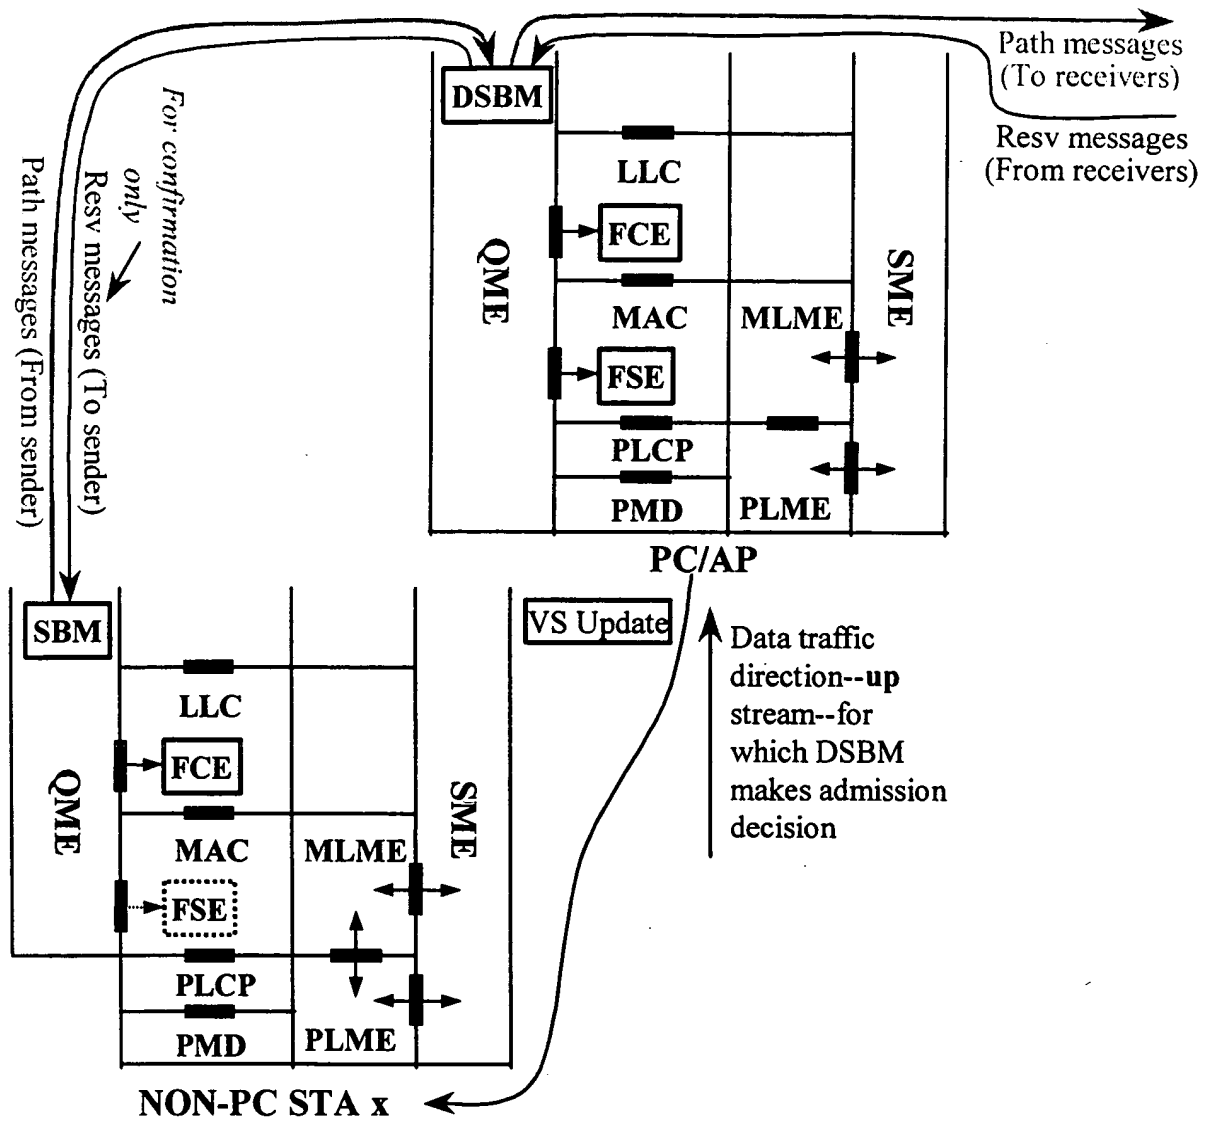 DSBM
Path messages
(To receivers)
Resv messages
(From receivers)
LLC
FCE
QME
SME
MAC
MLME
FSE
PLCP
PMD
PLME
PC/AP
For confirmation
only
Resv messages (To sender)
Path messages (From sender)
SBM
VS Update
Data traffic
direction--up
stream--for
which DSBM
makes admission
decision
LLC
FCE
QME
SME
MAC
MLME
FSE
PLCP
PMD
PLME
NON-PC STA x